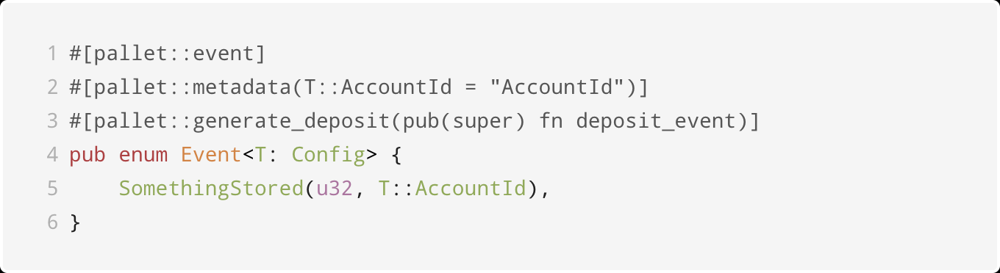 1 #[pallet::event]
2 #[pallet::metadata(T::AccountId = "AccountId")]
3 #[pallet::generate_deposit(pub(super) fn deposit_event)]
4 pub enum Event<T: Config> {
5     SomethingStored(u32, T::AccountId),
6 }